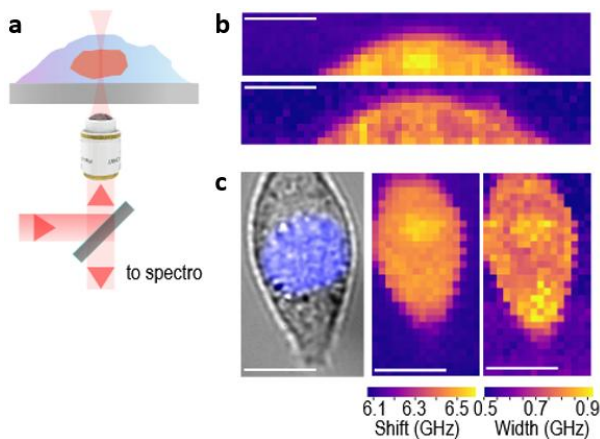 a
b
to spectro
c
6.1 6.3 6.5
Shift (GHz)
0.5 0.7 0.9
Width (GHz)